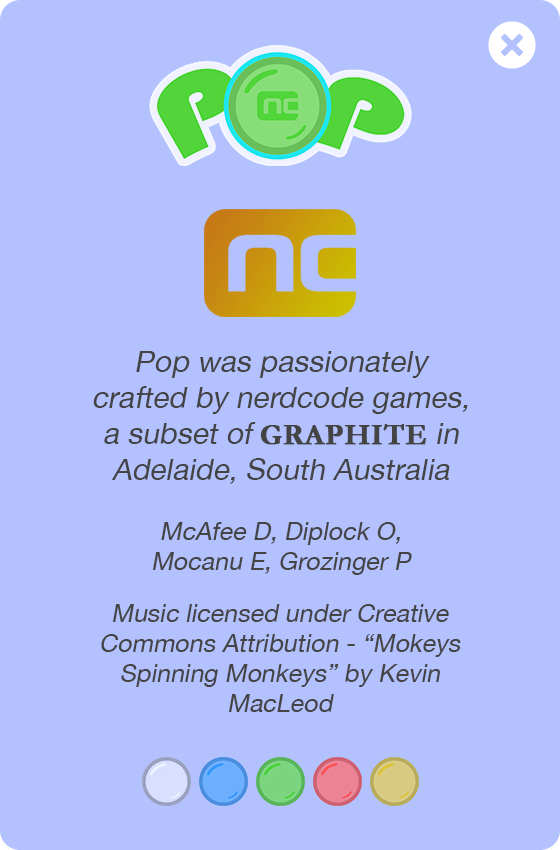 POP
nc
nc
Pop was passionately
crafted by nerdcode games,
a subset of GRAPHITE in
Adelaide, South Australia
McAfee D, Diplock O,
Mocanu E, Grozinger P
Music licensed under Creative
Commons Attribution - “Mokeys
Spinning Monkeys” by Kevin
MacLeod